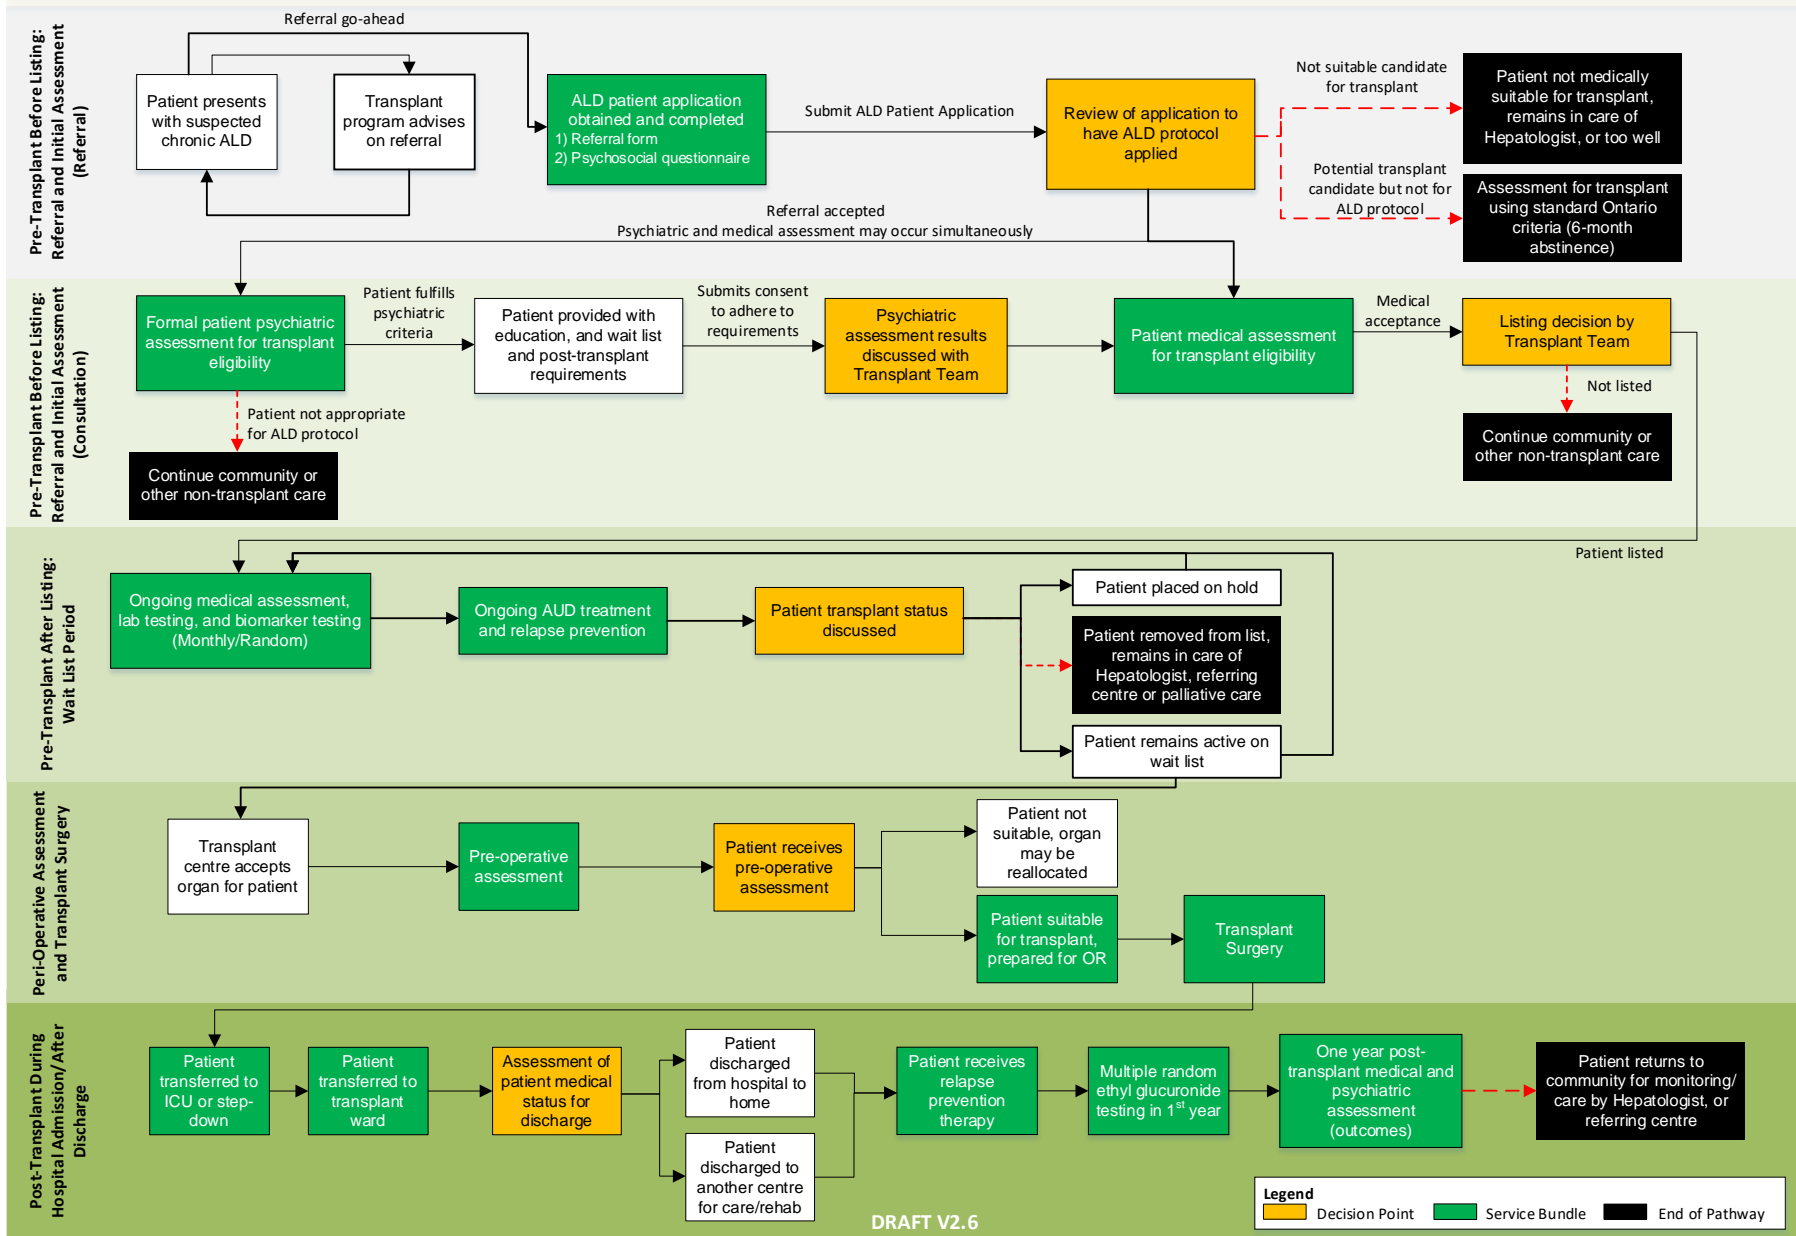 Pre-Transplant Before Listing:
Referral and Initial Assessment
(Referral)
Referral go-ahead
Patient presents
with suspected
chronic ALD
Transplant
program advises
on referral
ALD patient application
obtained and completed
1) Referral form
2) Psychosocial questionnaire
Submit ALD Patient Application
Review of application to
have ALD protocol
applied
Not suitable candidate
for transplant
Patient not medically
suitable for transplant,
remains in care of
Hepatologist, or too well
Potential transplant
candidate but not for
ALD protocol
Assessment for transplant
using standard Ontario
criteria (6-month
abstinence)
Referral accepted
Psychiatric and medical assessment may occur simultaneously
Pre-Transplant Before Listing:
Referral and Initial Assessment
(Consultation)
Formal patient psychiatric
assessment for transplant
eligibility
Patient fulfills
psychiatric
criteria
Patient provided with
education, and wait list
and post-transplant
requirements
Submits consent
to adhere to
requirements
Psychiatric
assessment results
discussed with
Transplant Team
Patient medical assessment
for transplant eligibility
Medical
acceptance
Listing decision by
Transplant Team
Not listed
Patient not appropriate
for ALD protocol
Continue community or
other non-transplant care
Continue community or
other non-transplant care
Patient listed
Pre-Transplant After Listing:
Wait List Period
Ongoing medical assessment,
lab testing, and biomarker testing
(Monthly/Random)
Ongoing AUD treatment
and relapse prevention
Patient transplant status
discussed
Patient placed on hold
Patient removed from list,
remains in care of
Hepatologist, referring
centre or palliative care
Patient remains active on
wait list
Peri-Operative Assessment
and Transplant Surgery
Transplant
centre accepts
organ for patient
Pre-operative
assessment
Patient receives
pre-operative
assessment
Patient not
suitable, organ
may be
reallocated
Patient suitable
for transplant,
prepared for OR
Transplant
Surgery
Post-Transplant During
Hospital Admission/After
Discharge
Patient
transferred to
ICU or step-
down
Patient
transferred to
transplant
ward
Assessment of
patient medical
status for
discharge
Patient
discharged
from hospital to
home
Patient
discharged to
another centre
for care/rehab
Patient receives
relapse
prevention
therapy
Multiple random
ethyl glucuronide
testing in 1st year
One year post-
transplant medical and
psychiatric
assessment
(outcomes)
Patient returns to
community for monitoring/
care by Hepatologist, or
referring centre
Legend
Decision Point
Service Bundle
End of Pathway
DRAFT V2.6